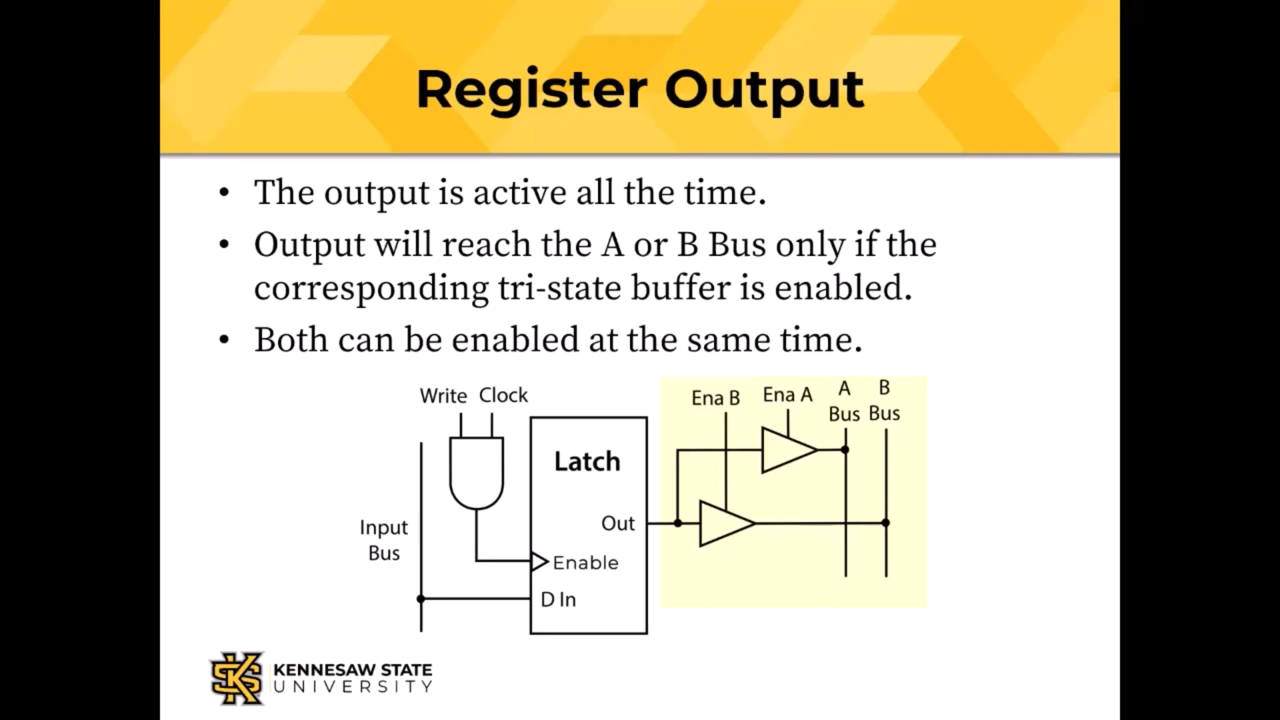 Register Output
• The output is active all the time.
• Output will reach the A or B Bus only if the
corresponding tri-state buffer is enabled.
• Both can be enabled at the same time.
Write Clock
Ena B
Ena A
A
Bus
B
Bus
Latch
Input
Bus
Out
Enable
D In
KENNESAW STATE
UNIVERSITY